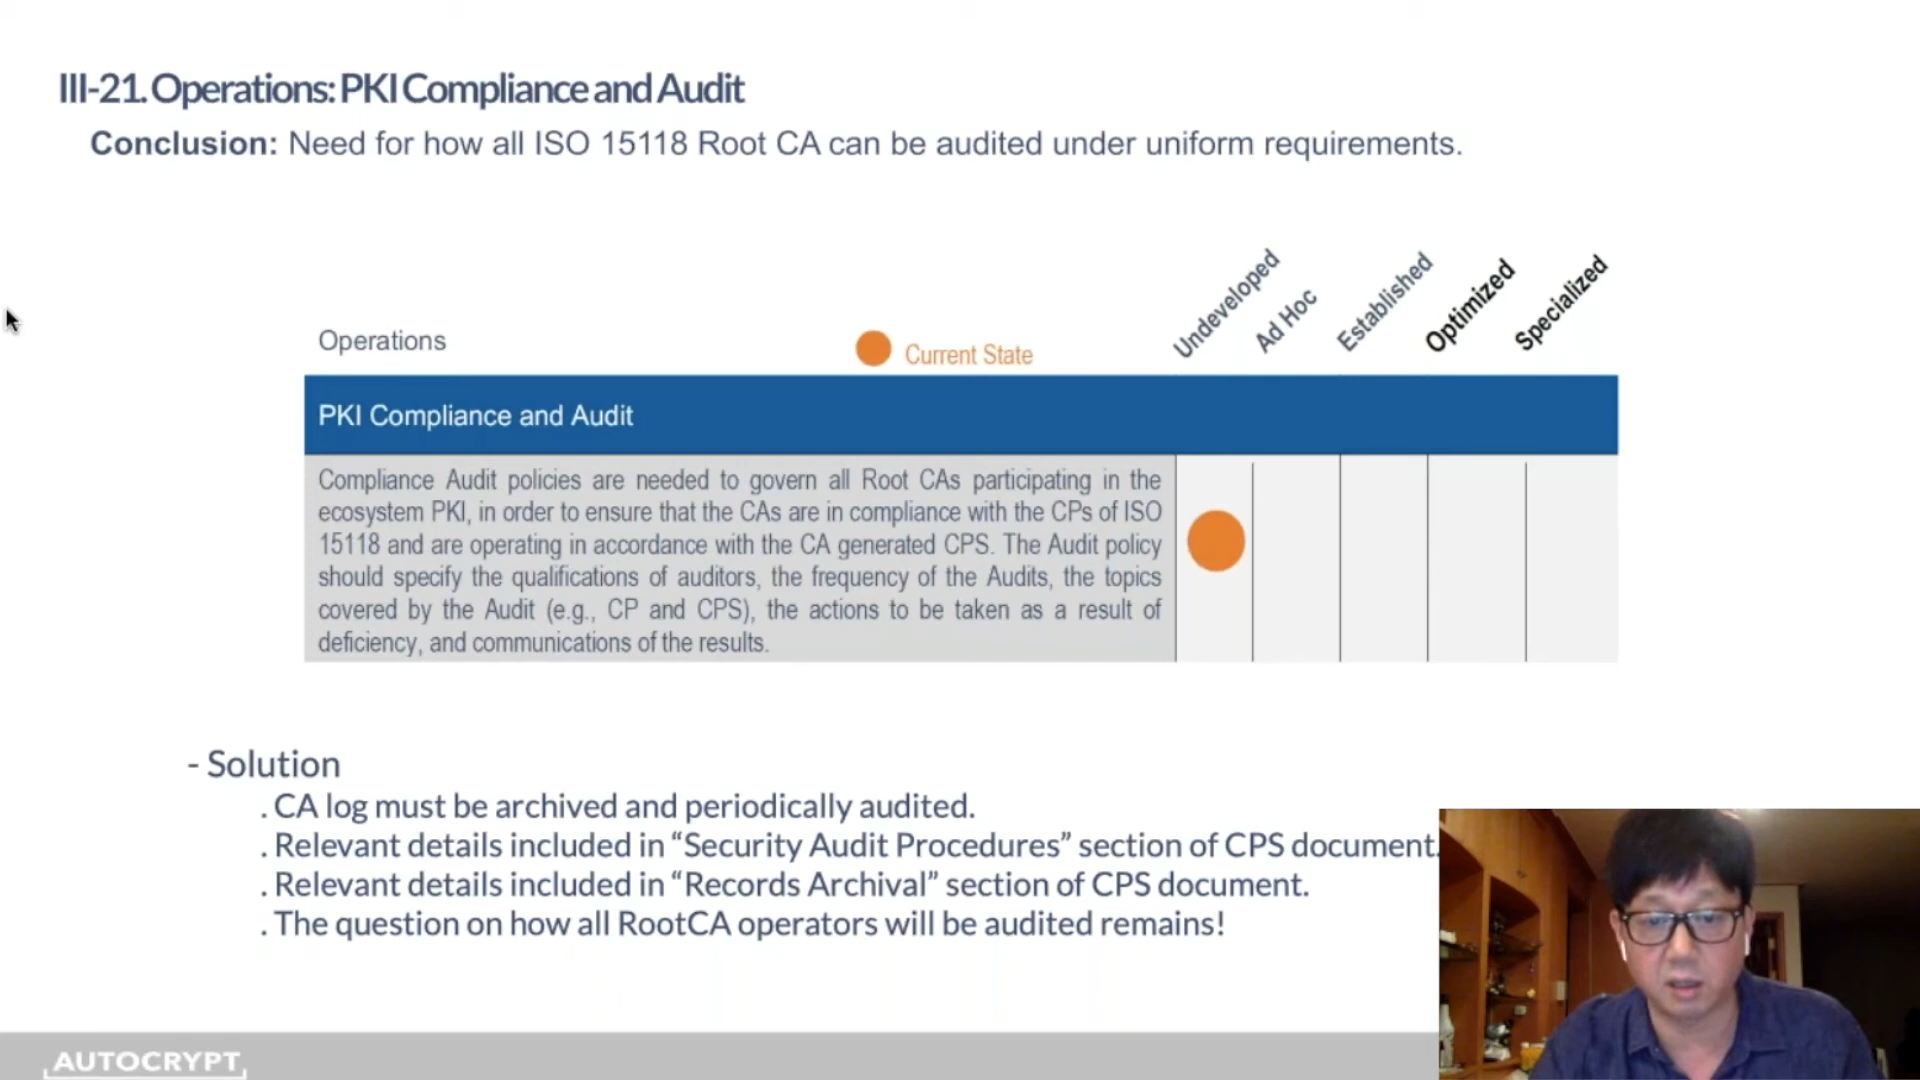 III-21. Operations: PKI Compliance and Audit
Conclusion: Need for how all ISO 15118 Root CA can be audited under uniform requirements.
Undeveloped
Ad Hoc
Established
Optimized
Specialized
Operations
Current State
PKI Compliance and Audit
Compliance Audit policies are needed to govern all Root CAs participating in the
ecosystem PKI, in order to ensure that the CAs are in compliance with the CPs of ISO
15118 and are operating in accordance with the CA generated CPS. The Audit policy
should specify the qualifications of auditors, the frequency of the Audits, the topics
covered by the Audit (e.g., CP and CPS), the actions to be taken as a result of
deficiency, and communications of the results.
- Solution
. CA log must be archived and periodically audited.
. Relevant details included in “Security Audit Procedures” section of CPS document.
. Relevant details included in “Records Archival” section of CPS document.
. The question on how all RootCA operators will be audited remains!
AUTOCRYPT